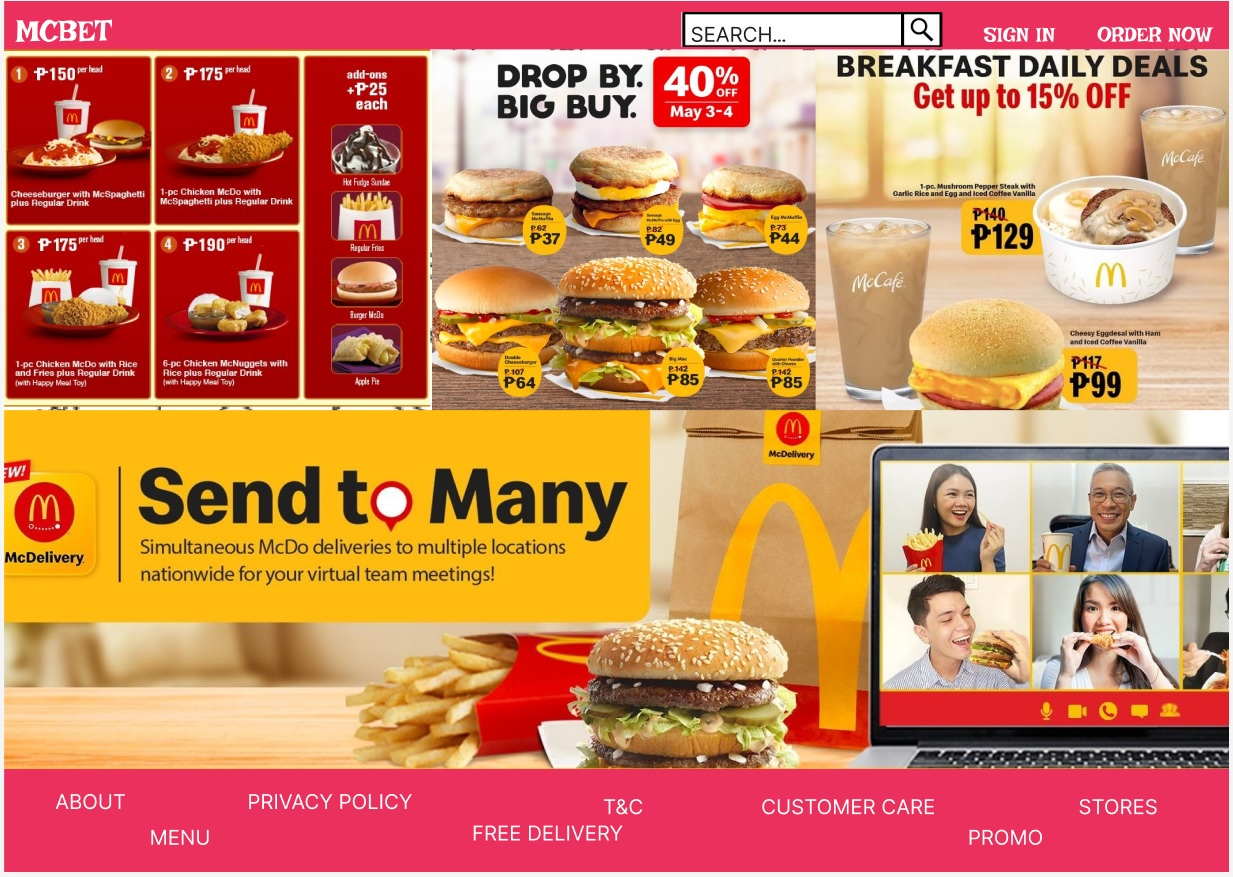 MCBET
SEARCH...
SIGN IN
ORDER NOW
1 ₱150 per head
Cheeseburger with McSpaghetti
plus Regular Drink
2 ₱175 per head
1-pc Chicken McDo with
McSpaghetti plus Regular Drink
3 ₱175 per head
1-pc Chicken McDo with Rice
and Fries plus Regular Drink
(with Happy Meal Toy)
4 ₱190 per head
6-pc Chicken McNuggets with
Rice plus Regular Drink
(with Happy Meal Toy)
add-ons
+₱25
each
Hot Fudge Sundae
Regular Fries
Burger McDo
Apple Pie
DROP BY.
BIG BUY.
40% OFF
May 3-4
Sausage
McMuffin
₱62
₱37
Sausage
McMuffin with Egg
₱82
₱49
Egg McMuffin
₱73
₱44
Double
Cheeseburger
₱107
₱64
Big Mac
₱142
₱85
Quarter Pounder
with Cheese
₱142
₱85
BREAKFAST DAILY DEALS
Get up to 15% OFF
McCafé
1-pc. Mushroom Pepper Steak with
Garlic Rice and Egg and Iced Coffee Vanilla
₱140
₱129
McCafé
Cheesy Eggdesal with Ham
and Iced Coffee Vanilla
₱117
₱99
EW!
McDelivery
Send to Many
Simultaneous McDo deliveries to multiple locations
nationwide for your virtual team meetings!
McDelivery
ABOUT
PRIVACY POLICY
T&C
CUSTOMER CARE
STORES
MENU
FREE DELIVERY
PROMO